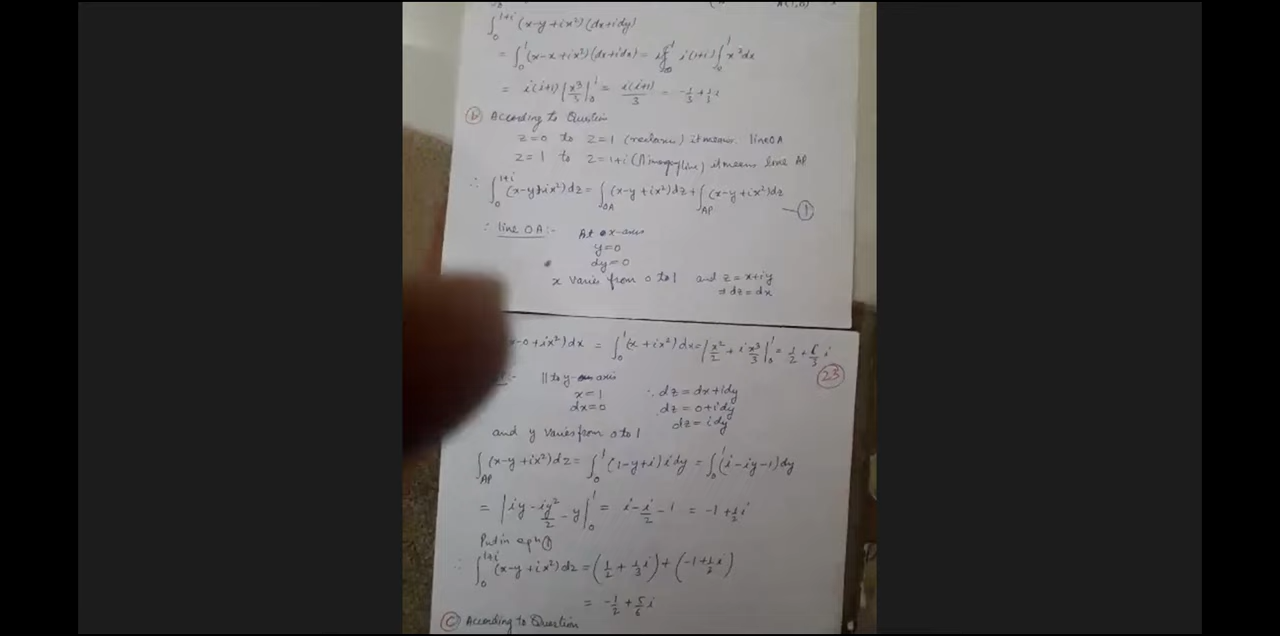 A(1,0)
∫₀^{1+i} (x-y+ix²)(dx+idy)
= ∫₀¹ (x-x+ix²)(dx+idx) = i(1+i) ∫₀¹ x²dx
= i(i+1) |x³/3|₀¹ = i(i+1)/3 = -1/3 + 1/3 i
(b) According to Question
z=0 to z=1 (real axis) it means line OA
z=1 to z=1+i (|| imaginary line) it means line AP
∴ ∫₀^{1+i} (x-y+ix²)dz = ∫_OA (x-y+ix²)dz + ∫_AP (x-y+ix²)dz —①
∴ line OA:- At x-axis
y=0
dy=0
x varies from 0 to 1 and z = x+iy
⇒ dz = dx
x-0+ix²)dx = ∫₀¹ (x+ix²)dx = |x²/2 + i x³/3|₀¹ = 1/2 + 1/3 i
23
:- || to y-axis
x=1 ∴ dz = dx+idy
dx=0 dz = 0+idy
dz = idy
and y varies from 0 to 1
∫_AP (x-y+ix²)dz = ∫₀¹ (1-y+i)idy = ∫₀¹ (i-iy-1)dy
= |iy - iy²/2 - y|₀¹ = i - i/2 - 1 = -1 + 1/2 i
Put in eqn ①
∴ ∫₀^{1+i} (x-y+ix²)dz = (1/2 + 1/3 i) + (-1+1/2 i)
= -1/2 + 5/6 i
(C) According to Question